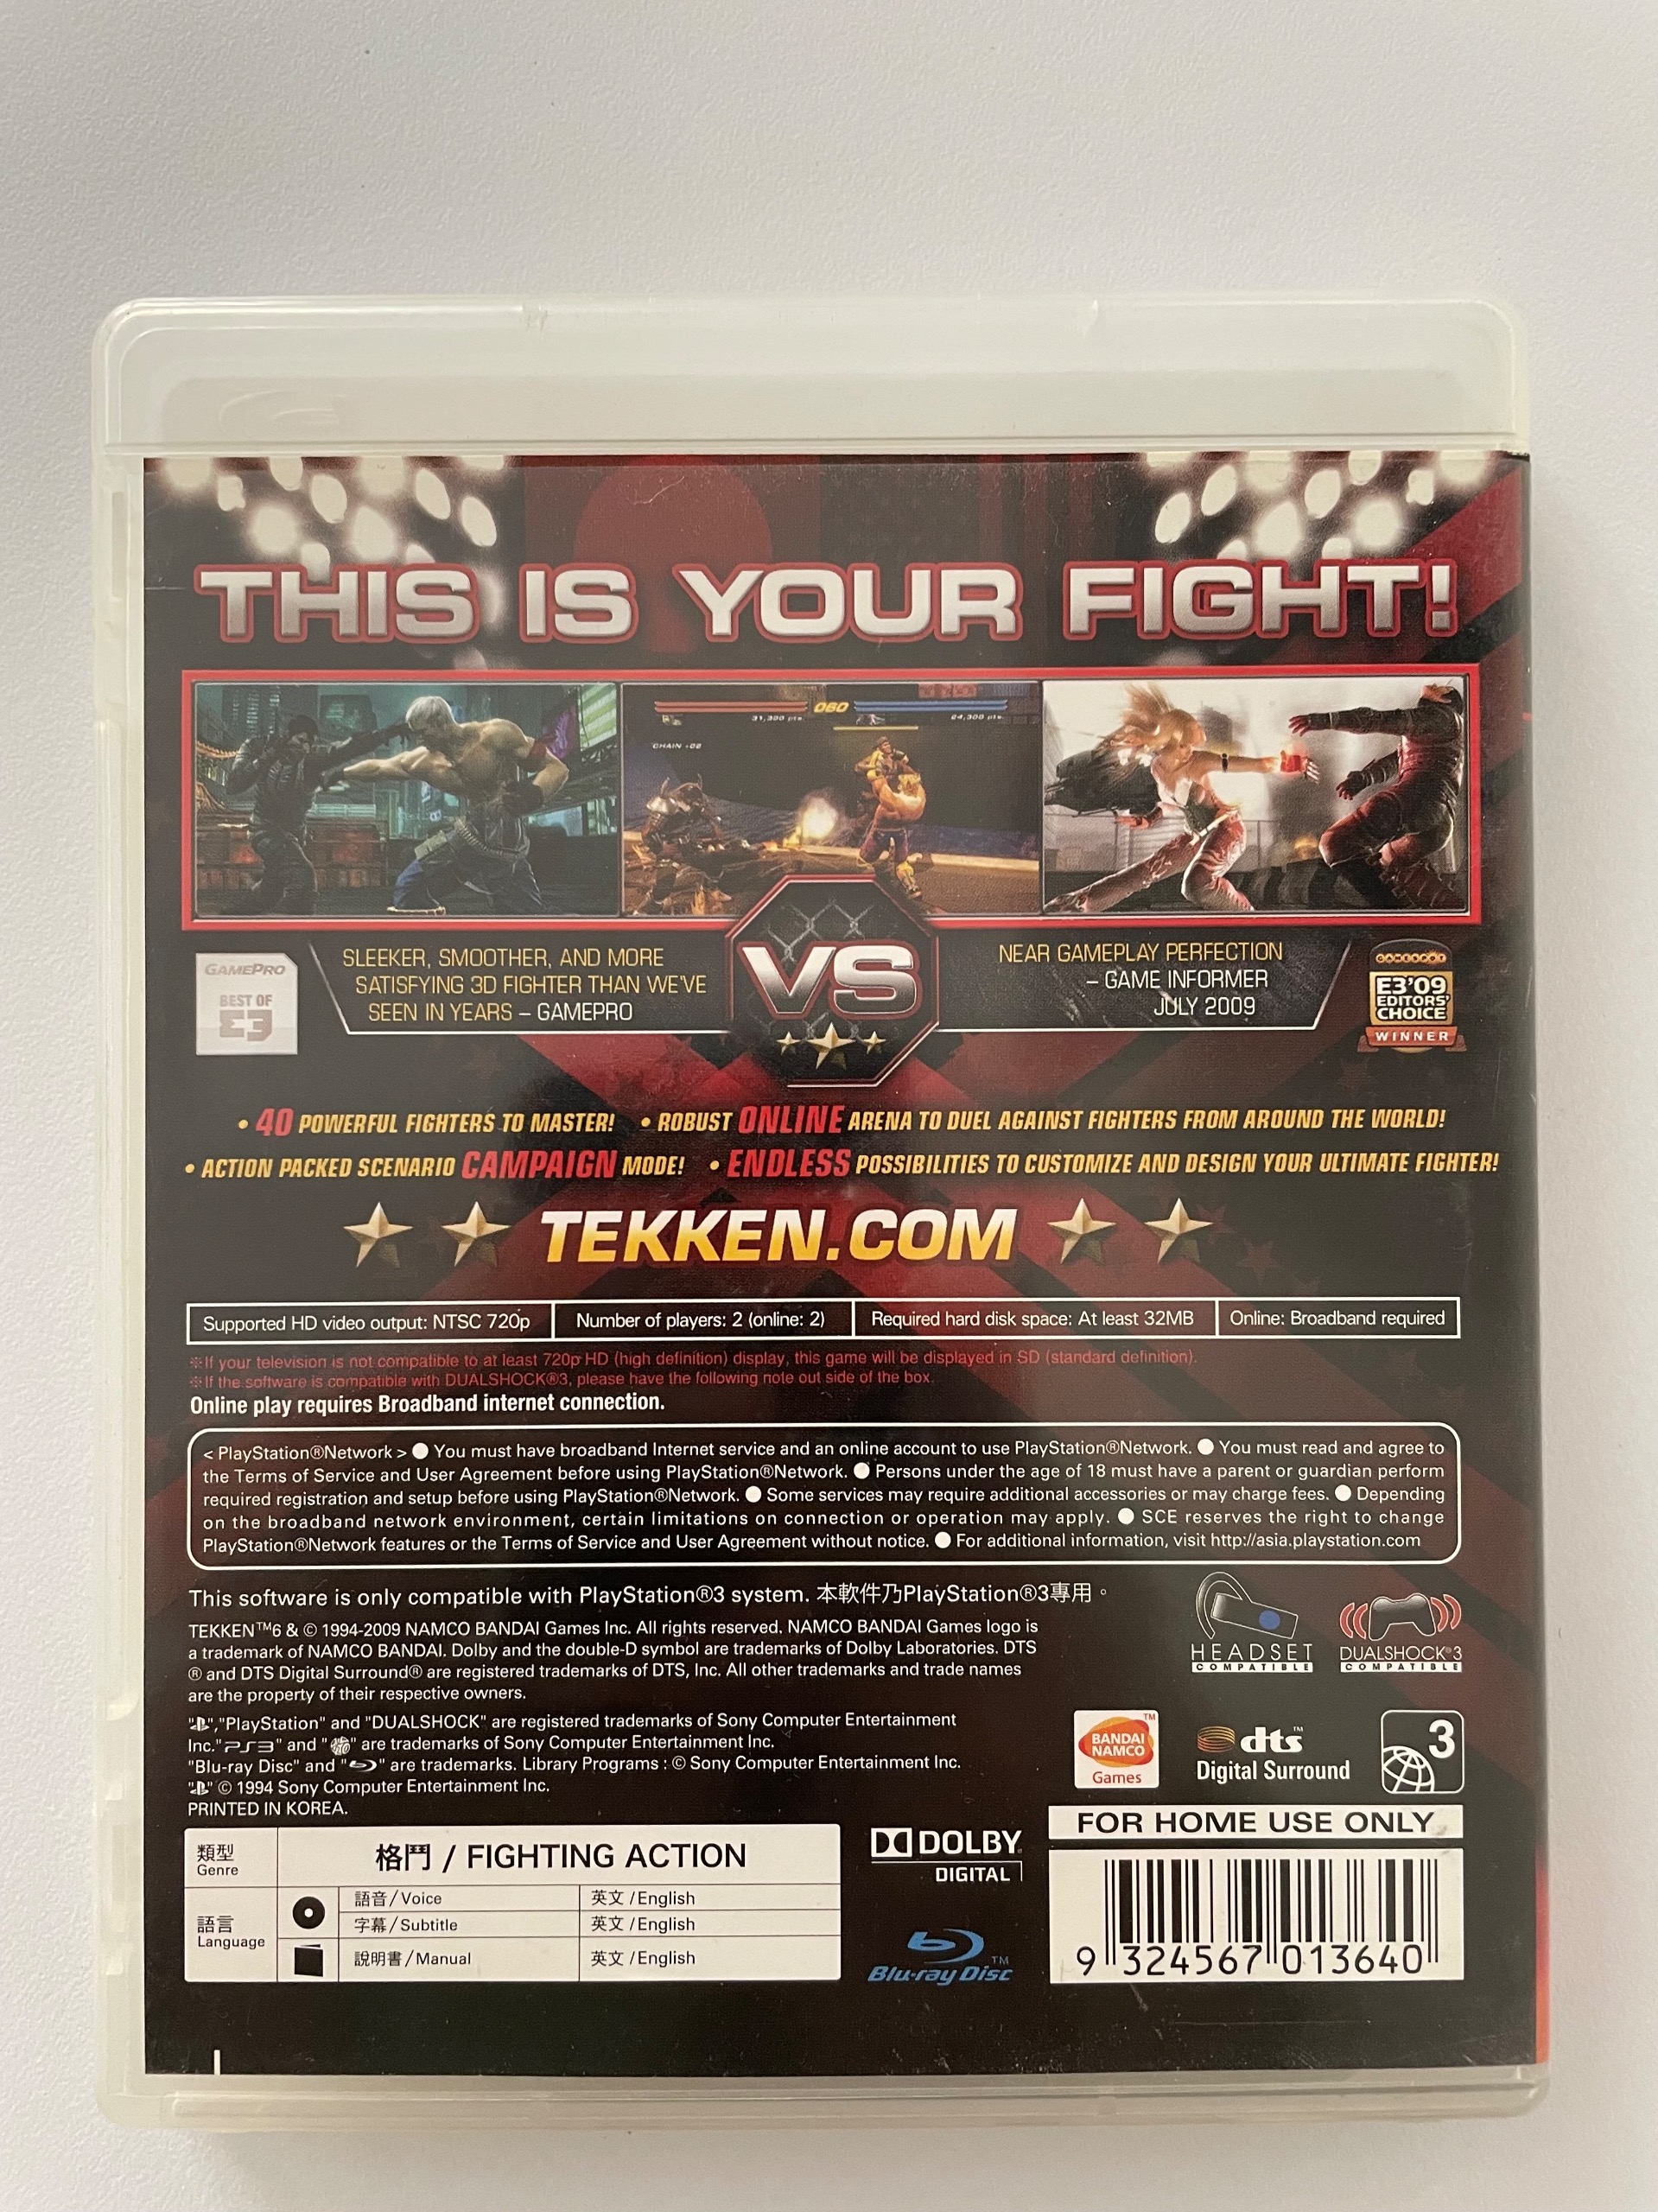 THIS IS YOUR FIGHT!
31,300 pts.
060
24,300 pts.
CHAIN
GAMEPRO
BEST OF
E3
SLEEKER, SMOOTHER, AND MORE
SATISFYING 3D FIGHTER THAN WE'VE
SEEN IN YEARS – GAMEPRO
VS
NEAR GAMEPLAY PERFECTION
– GAME INFORMER
JULY 2009
GAMESPOT
E3'09
EDITORS'
CHOICE
WINNER
• 40 POWERFUL FIGHTERS TO MASTER! • ROBUST ONLINE ARENA TO DUEL AGAINST FIGHTERS FROM AROUND THE WORLD!
• ACTION PACKED SCENARIO CAMPAIGN MODE! • ENDLESS POSSIBILITIES TO CUSTOMIZE AND DESIGN YOUR ULTIMATE FIGHTER!
TEKKEN.COM
Supported HD video output: NTSC 720p
Number of players: 2 (online: 2)
Required hard disk space: At least 32MB
Online: Broadband required
※If your television is not compatible to at least 720p HD (high definition) display, this game will be displayed in SD (standard definition).
※If the software is compatible with DUALSHOCK®3, please have the following note out side of the box.
Online play requires Broadband internet connection.
< PlayStation®Network > ● You must have broadband Internet service and an online account to use PlayStation®Network. ● You must read and agree to
the Terms of Service and User Agreement before using PlayStation®Network. ● Persons under the age of 18 must have a parent or guardian perform
required registration and setup before using PlayStation®Network. ● Some services may require additional accessories or may charge fees. ● Depending
on the broadband network environment, certain limitations on connection or operation may apply. ● SCE reserves the right to change
PlayStation®Network features or the Terms of Service and User Agreement without notice. ● For additional information, visit http://asia.playstation.com
This software is only compatible with PlayStation®3 system. 本軟件乃PlayStation®3專用。
TEKKEN™6 & © 1994-2009 NAMCO BANDAI Games Inc. All rights reserved. NAMCO BANDAI Games logo is
a trademark of NAMCO BANDAI. Dolby and the double-D symbol are trademarks of Dolby Laboratories. DTS
® and DTS Digital Surround® are registered trademarks of DTS, Inc. All other trademarks and trade names
are the property of their respective owners.
HEADSET
COMPATIBLE
DUALSHOCK®3
COMPATIBLE
"","PlayStation" and "DUALSHOCK" are registered trademarks of Sony Computer Entertainment
Inc."PS3" and "" are trademarks of Sony Computer Entertainment Inc.
"Blu-ray Disc" and "" are trademarks. Library Programs : © Sony Computer Entertainment Inc.
"" © 1994 Sony Computer Entertainment Inc.
PRINTED IN KOREA.
BANDAI
NAMCO
Games
™
dts™
Digital Surround
3
FOR HOME USE ONLY
類型
Genre
格鬥 / FIGHTING ACTION
語言
Language
語音/Voice
英文/English
字幕/Subtitle
英文/English
說明書/Manual
英文/English
DOLBY
DIGITAL
Blu-ray Disc™
9 324567 013640